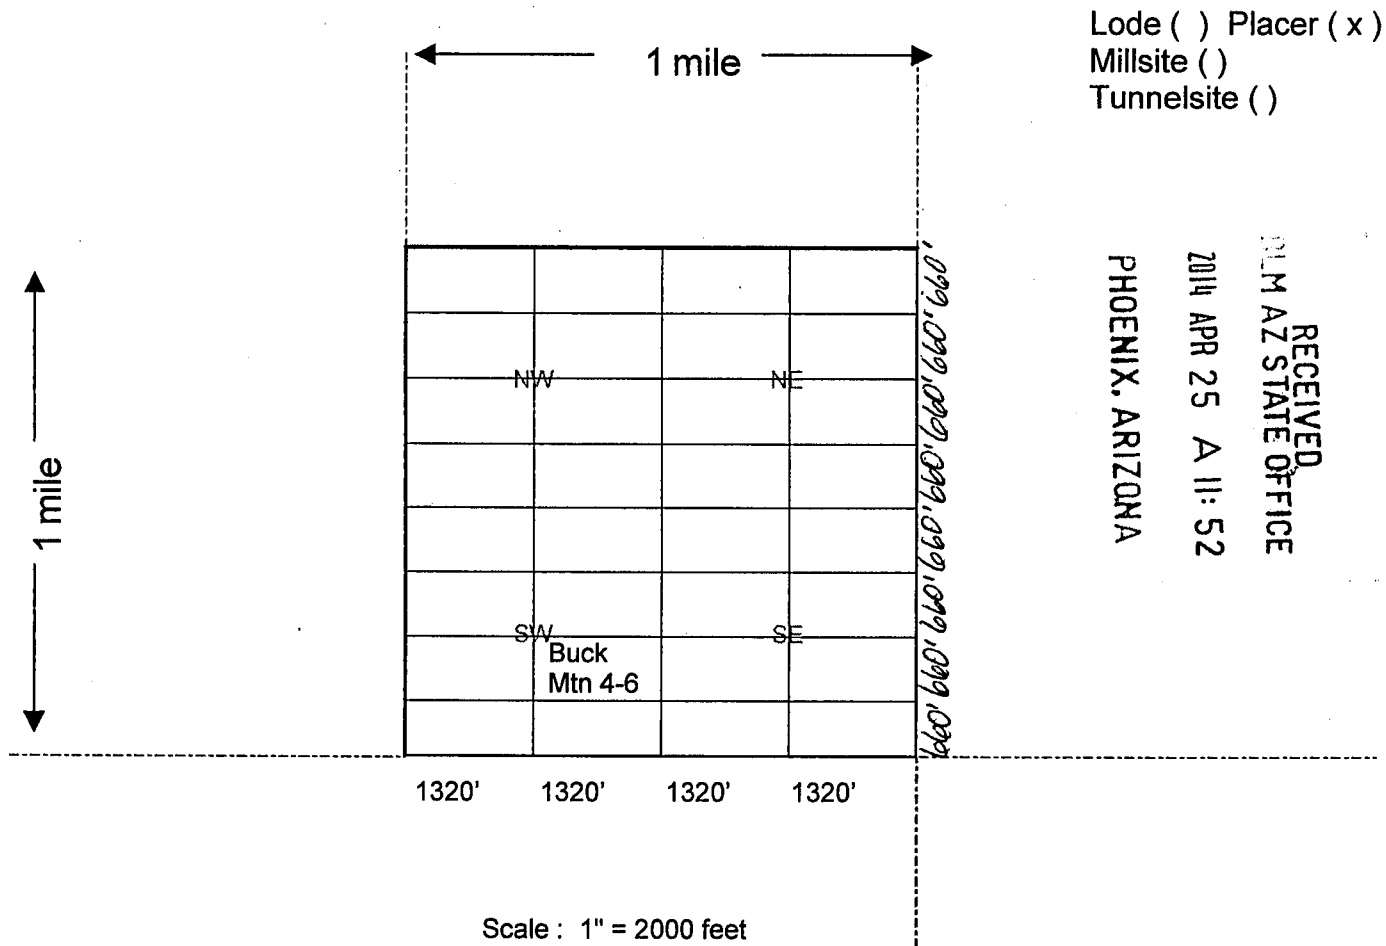 Lode ( ) Placer ( x )
Millsite ( )
Tunnelsite ( )
1 mile
1 mile
NW
NE
SW
SE
Buck
Mtn 4-6
660' 660' 660' 660' 660' 660' 660' 660'
1320' 1320' 1320' 1320'
Scale : 1" = 2000 feet
RECEIVED
AZ STATE OFFICE
2014 APR 25 A 11: 52
PHOENIX, ARIZONA